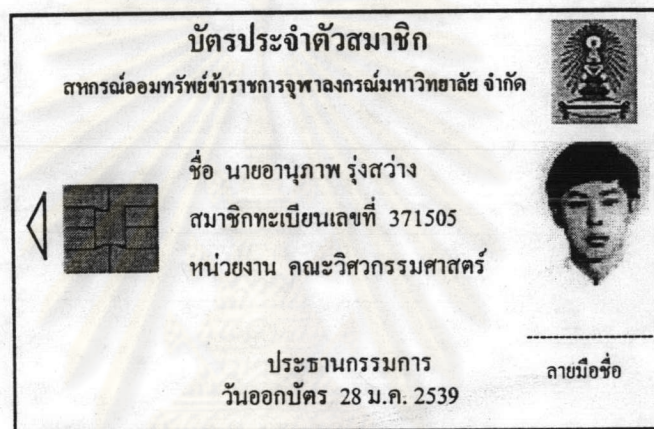 บัตรประจำตัวสมาชิก
สหกรณ์ออมทรัพย์ข้าราชการจุฬาลงกรณ์มหาวิทยาลัย จำกัด
ชื่อ นายอานุภาพ รุ่งสว่าง
สมาชิกทะเบียนเลขที่ 371505
หน่วยงาน คณะวิศวกรรมศาสตร์
ประธานกรรมการ
วันออกบัตร 28 ม.ค. 2539
ลายมือชื่อ